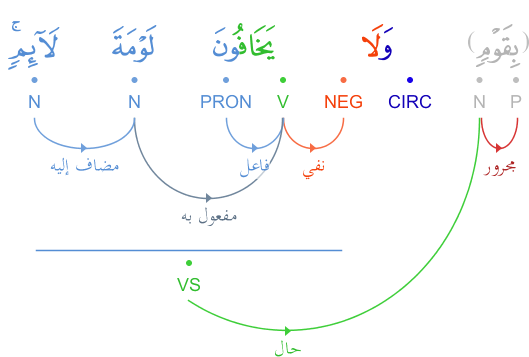 (بِقَوْمٍ) وَلَا يَخَافُونَ لَوْمَةَ لَآئِمٍۚ
P N CIRC NEG V PRON N N
مجرور نفي فاعل مضاف إليه
مفعول به
VS
حال